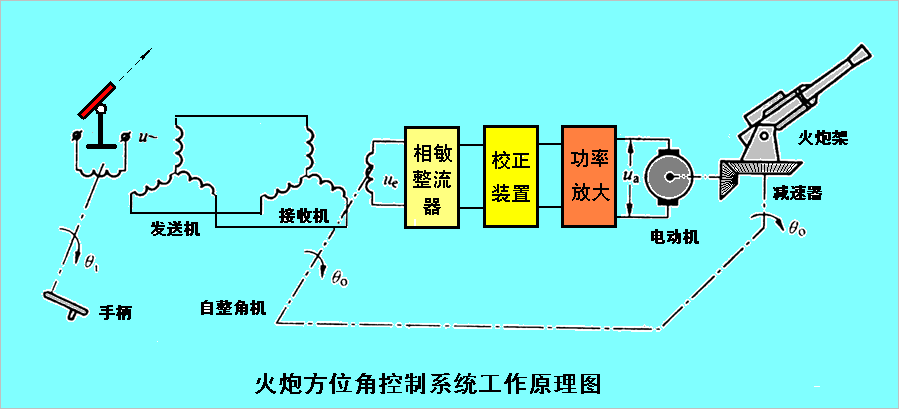 u~
发送机
接收机
θ₁
手柄
自整角机
θ₀
uₑ
相敏
整流
器
校正
装置
功率
放大
uₐ
电动机
火炮架
减速器
θ₀
火炮方位角控制系统工作原理图